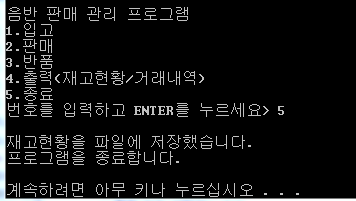 음반 판매 관리 프로그램
1.입고
2.판매
3.반품
4.출력(재고현황/거래내역)
5.종료
번호를 입력하고 ENTER를 누르세요> 5
재고현황을 파일에 저장했습니다.
프로그램을 종료합니다.
계속하려면 아무 키나 누르십시오 . . .